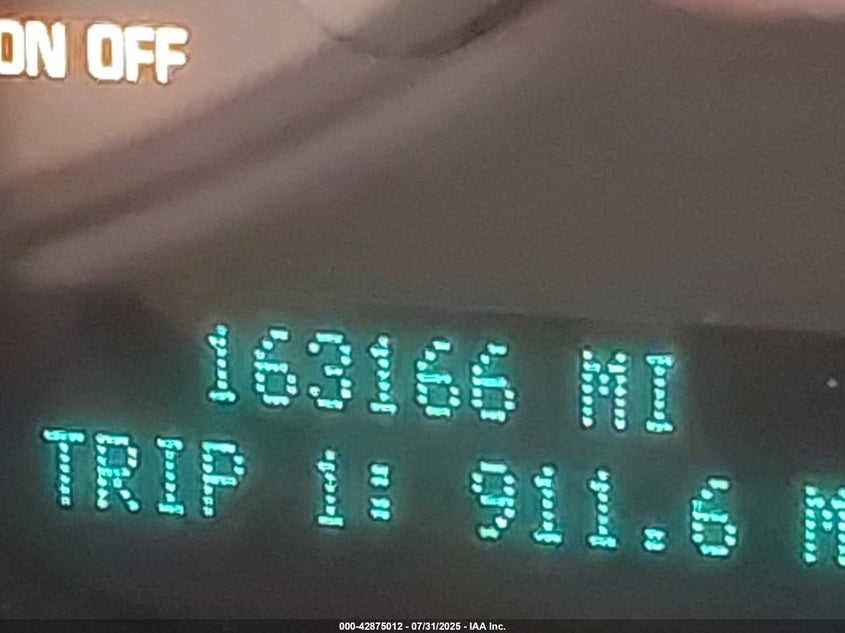 ON OFF
163166 MI
TRIP 1: 911.6 M
000-42875012 - 07/31/2025 - IAA Inc.